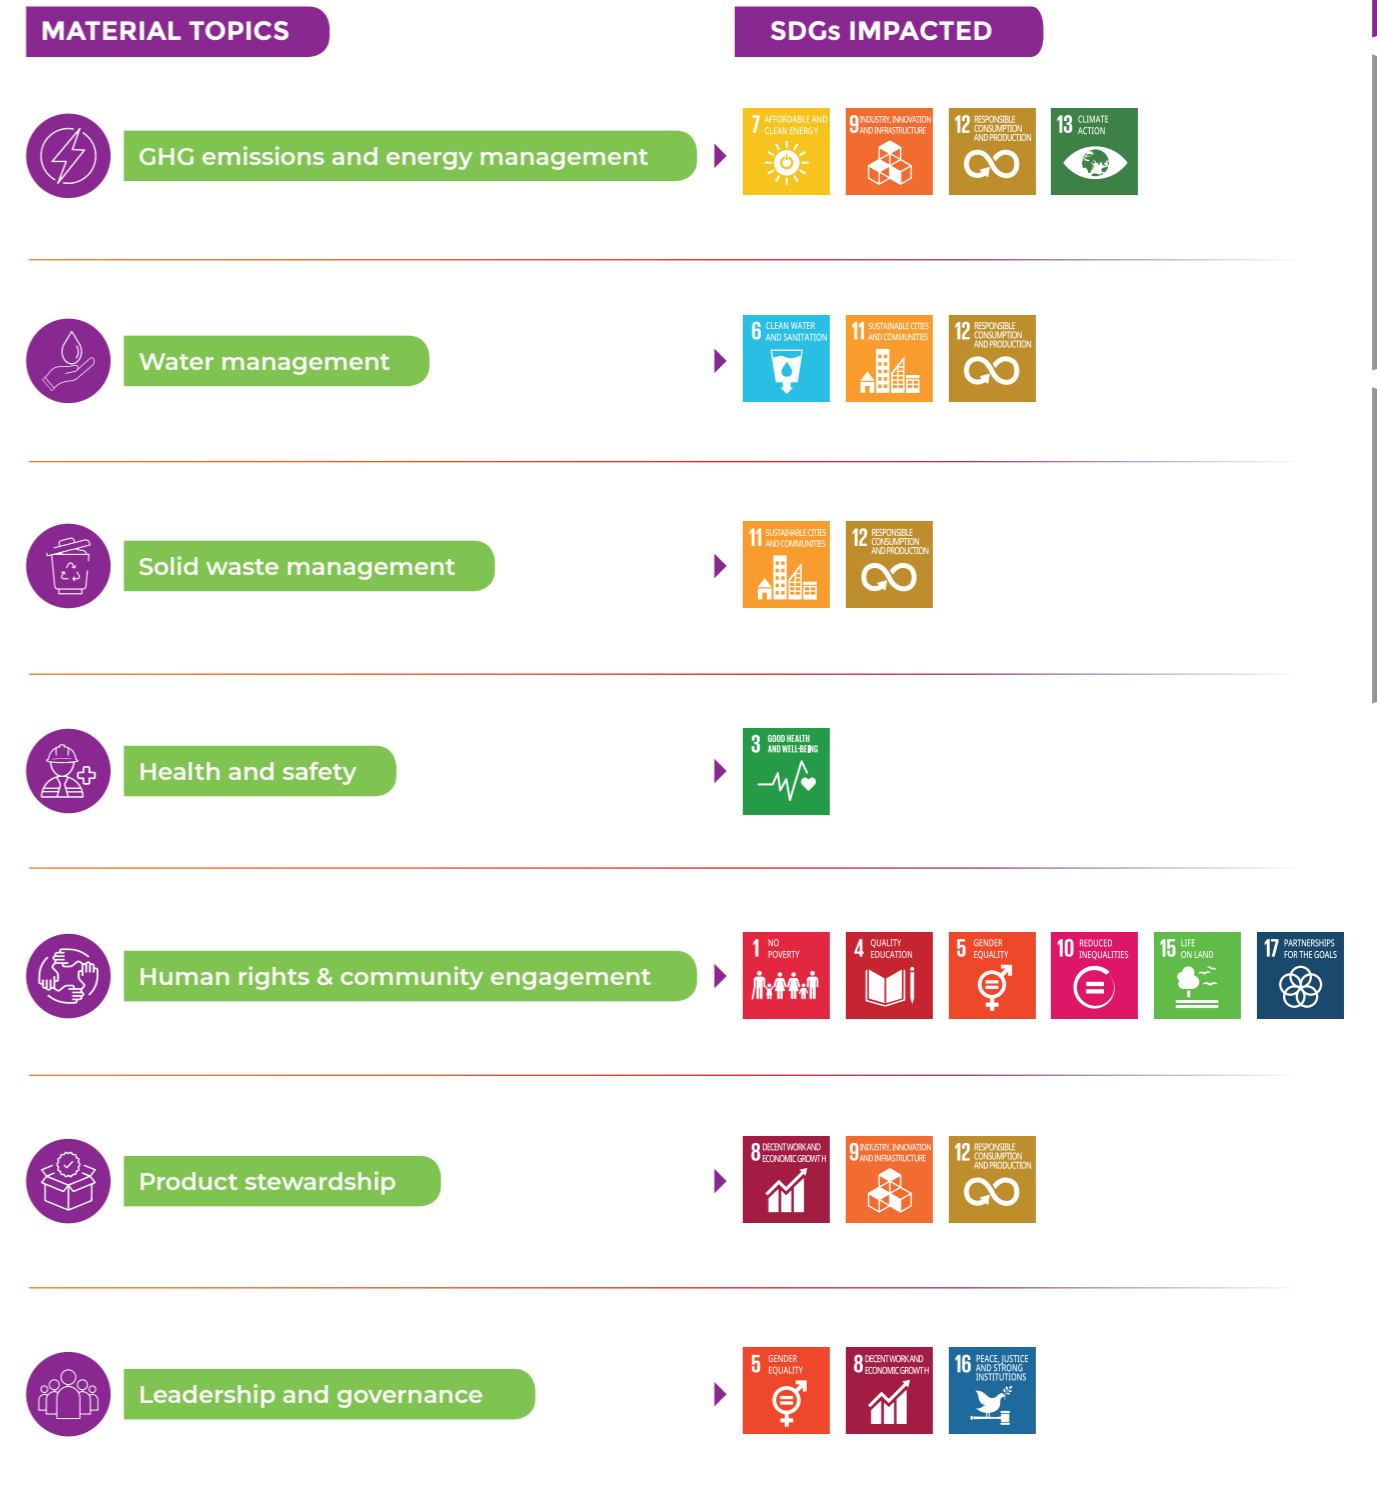 MATERIAL TOPICS
SDGs IMPACTED
GHG emissions and energy management
7 AFFORDABLE AND
CLEAN ENERGY
9 INDUSTRY, INNOVATION
AND INFRASTRUCTURE
12 RESPONSIBLE
CONSUMPTION
AND PRODUCTION
13 CLIMATE
ACTION
Water management
6 CLEAN WATER
AND SANITATION
11 SUSTAINABLE CITIES
AND COMMUNITIES
12 RESPONSIBLE
CONSUMPTION
AND PRODUCTION
Solid waste management
11 SUSTAINABLE CITIES
AND COMMUNITIES
12 RESPONSIBLE
CONSUMPTION
AND PRODUCTION
Health and safety
3 GOOD HEALTH
AND WELL-BEING
Human rights & community engagement
1 NO
POVERTY
4 QUALITY
EDUCATION
5 GENDER
EQUALITY
10 REDUCED
INEQUALITIES
15 LIFE
ON LAND
17 PARTNERSHIPS
FOR THE GOALS
Product stewardship
8 DECENT WORK AND
ECONOMIC GROWTH
9 INDUSTRY, INNOVATION
AND INFRASTRUCTURE
12 RESPONSIBLE
CONSUMPTION
AND PRODUCTION
Leadership and governance
5 GENDER
EQUALITY
8 DECENT WORK AND
ECONOMIC GROWTH
16 PEACE, JUSTICE
AND STRONG
INSTITUTIONS